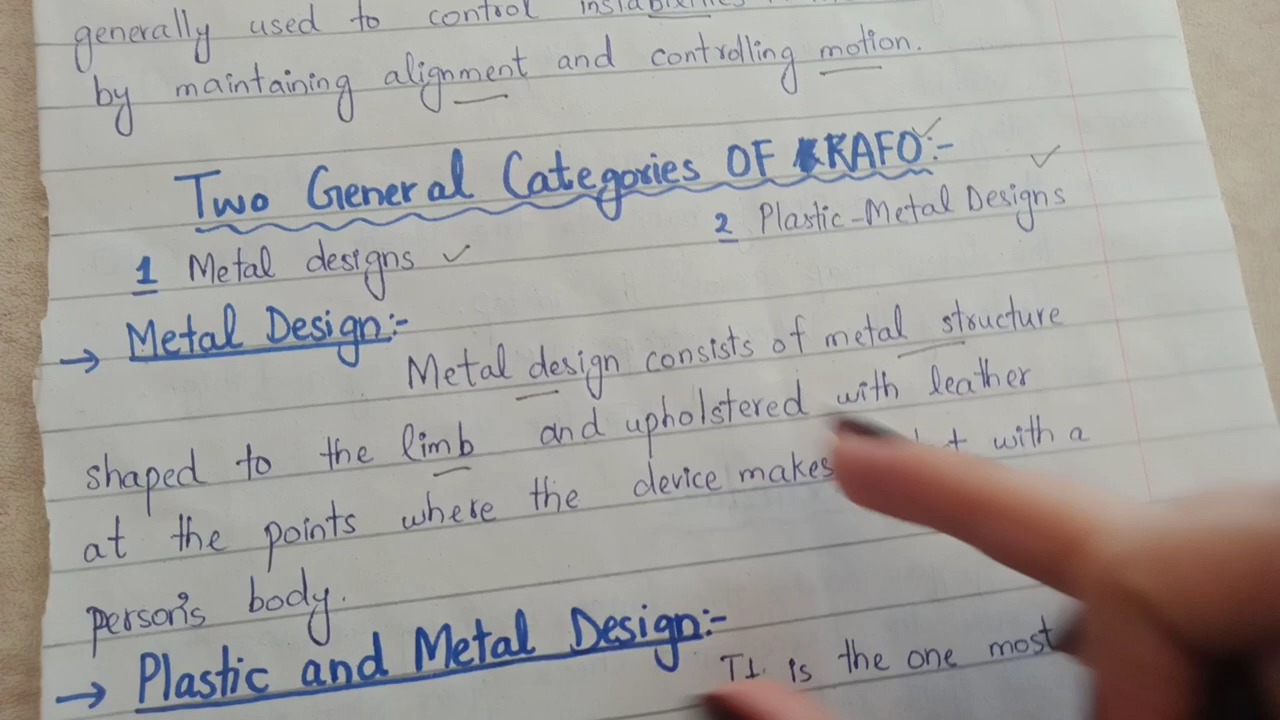 generally used to control
by maintaining alignment and controlling motion.
Two General Categories OF KRAFO:-
1 Metal designs ✓ 2 Plastic-Metal Designs ✓
→ Metal Design:-
Metal design consists of metal structure
shaped to the limb and upholstered with leather
at the points where the device makes with a
person's body.
→ Plastic and Metal Design:-
It is the one most